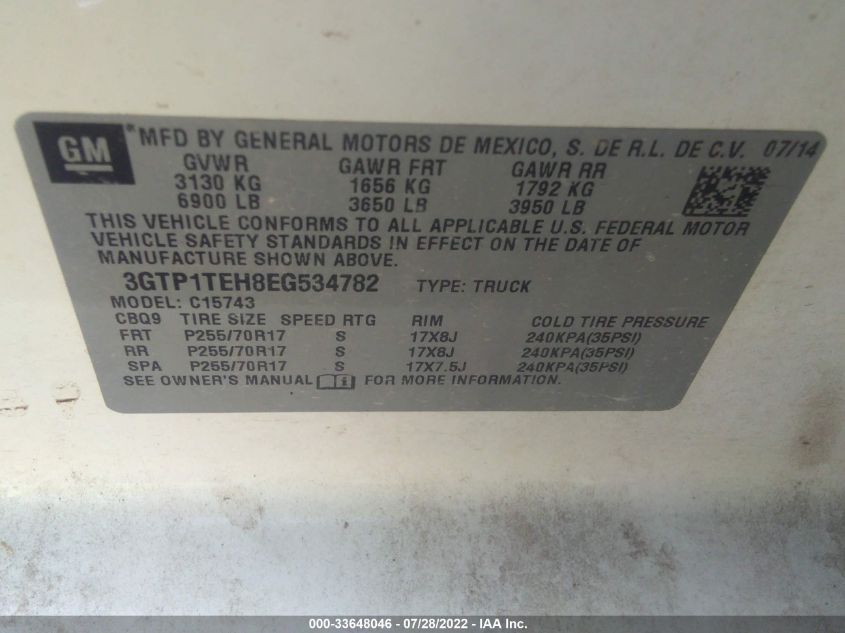 GM ® MFD BY GENERAL MOTORS DE MEXICO, S. DE R.L. DE C.V. 07/14
GVWR GAWR FRT GAWR RR
3130 KG 1656 KG 1792 KG
6900 LB 3650 LB 3950 LB
THIS VEHICLE CONFORMS TO ALL APPLICABLE U.S. FEDERAL MOTOR
VEHICLE SAFETY STANDARDS IN EFFECT ON THE DATE OF
MANUFACTURE SHOWN ABOVE.
3GTP1TEH8EG534782 TYPE: TRUCK
MODEL: C15743
CBQ9 TIRE SIZE SPEED RTG RIM COLD TIRE PRESSURE
FRT P255/70R17 S 17X8J 240KPA(35PSI)
RR P255/70R17 S 17X8J 240KPA(35PSI)
SPA P255/70R17 S 17X7.5J 240KPA(35PSI)
SEE OWNER'S MANUAL i FOR MORE INFORMATION.
000-33648046 - 07/28/2022 - IAA, Inc.